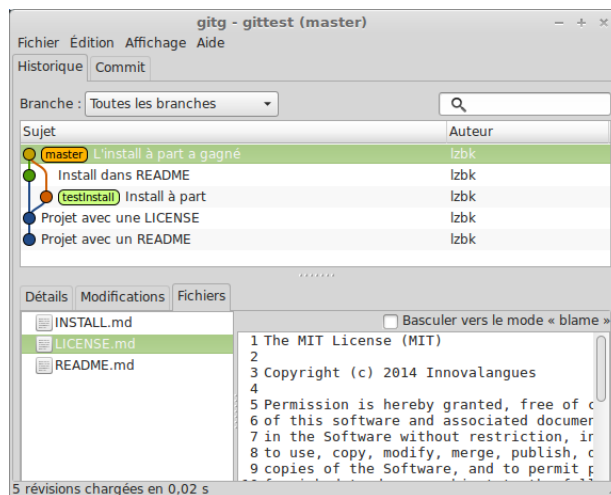 gitg - gittest (master)
Fichier Édition Affichage Aide
Historique Commit
Branche : Toutes les branches
Sujet Auteur
master L'install à part a gagné lzbk
Install dans README lzbk
testInstall Install à part lzbk
Projet avec une LICENSE lzbk
Projet avec un README lzbk
Détails Modifications Fichiers
INSTALL.md
LICENSE.md
README.md
Basculer vers le mode « blame »
1 The MIT License (MIT)
2
3 Copyright (c) 2014 Innovalangues
4
5 Permission is hereby granted, free of
6 of this software and associated documen
7 in the Software without restriction, in
8 to use, copy, modify, merge, publish,
9 copies of the Software, and to permit p
5 révisions chargées en 0,02 s